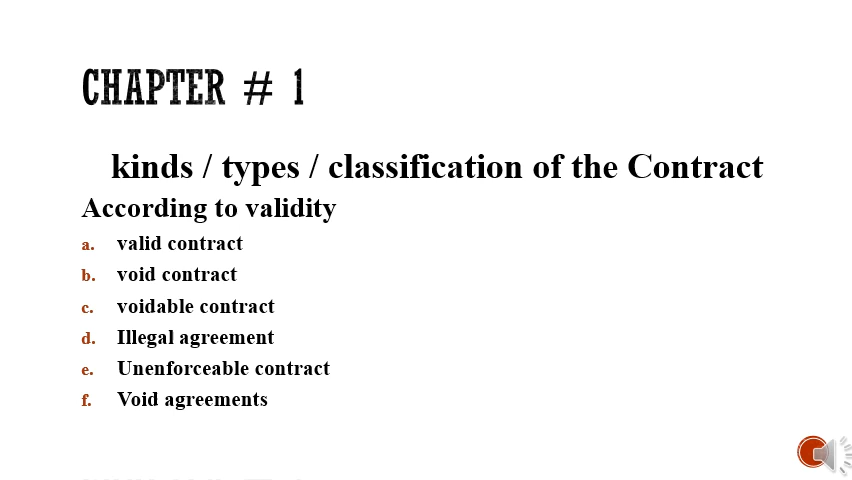 CHAPTER # 1
kinds / types / classification of the Contract
According to validity
a. valid contract
b. void contract
c. voidable contract
d. Illegal agreement
e. Unenforceable contract
f. Void agreements